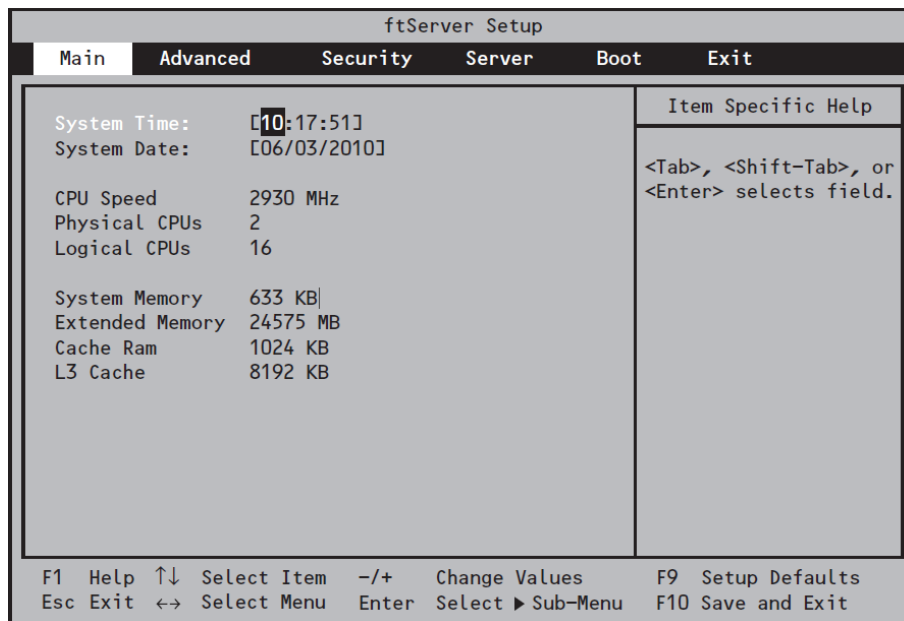 ftServer Setup
Main Advanced Security Server Boot Exit
System Time: [10:17:51]
System Date: [06/03/2010]
CPU Speed 2930 MHz
Physical CPUs 2
Logical CPUs 16
System Memory 633 KB
Extended Memory 24575 MB
Cache Ram 1024 KB
L3 Cache 8192 KB
Item Specific Help
<Tab>, <Shift-Tab>, or
<Enter> selects field.
F1 Help ↑↓ Select Item -/+ Change Values F9 Setup Defaults
Esc Exit ←→ Select Menu Enter Select ▶ Sub-Menu F10 Save and Exit